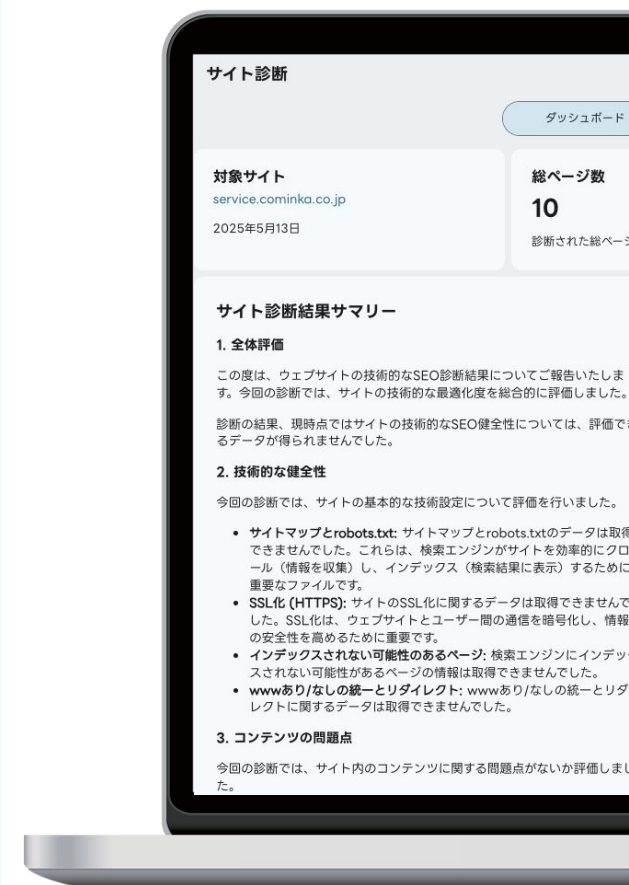 サイト診断
ダッシュボード
対象サイト
service.cominka.co.jp
2025年5月13日
総ページ数
10
診断された総ページ
サイト診断結果サマリー
1. 全体評価
この度は、ウェブサイトの技術的なSEO診断結果についてご報告いたしま
す。今回の診断では、サイトの技術的な最適化度を総合的に評価しました。
診断の結果、現時点ではサイトの技術的なSEO健全性については、評価でき
るデータが得られませんでした。
2. 技術的な健全性
今回の診断では、サイトの基本的な技術設定について評価を行いました。
• サイトマップとrobots.txt: サイトマップとrobots.txtのデータは取得
できませんでした。これらは、検索エンジンがサイトを効率的にクロ
ール（情報を収集）し、インデックス（検索結果に表示）するために
重要なファイルです。
• SSL化 (HTTPS): サイトのSSL化に関するデータは取得できませんで
した。SSL化は、ウェブサイトとユーザー間の通信を暗号化し、情報
の安全性を高めるために重要です。
• インデックスされない可能性のあるページ: 検索エンジンにインデック
スされない可能性があるページの情報は取得できませんでした。
• wwwあり/なしの統一とリダイレクト: wwwあり/なしの統一とリダ
レクトに関するデータは取得できませんでした。
3. コンテンツの問題点
今回の診断では、サイト内のコンテンツに関する問題点がないか評価しまし
た。